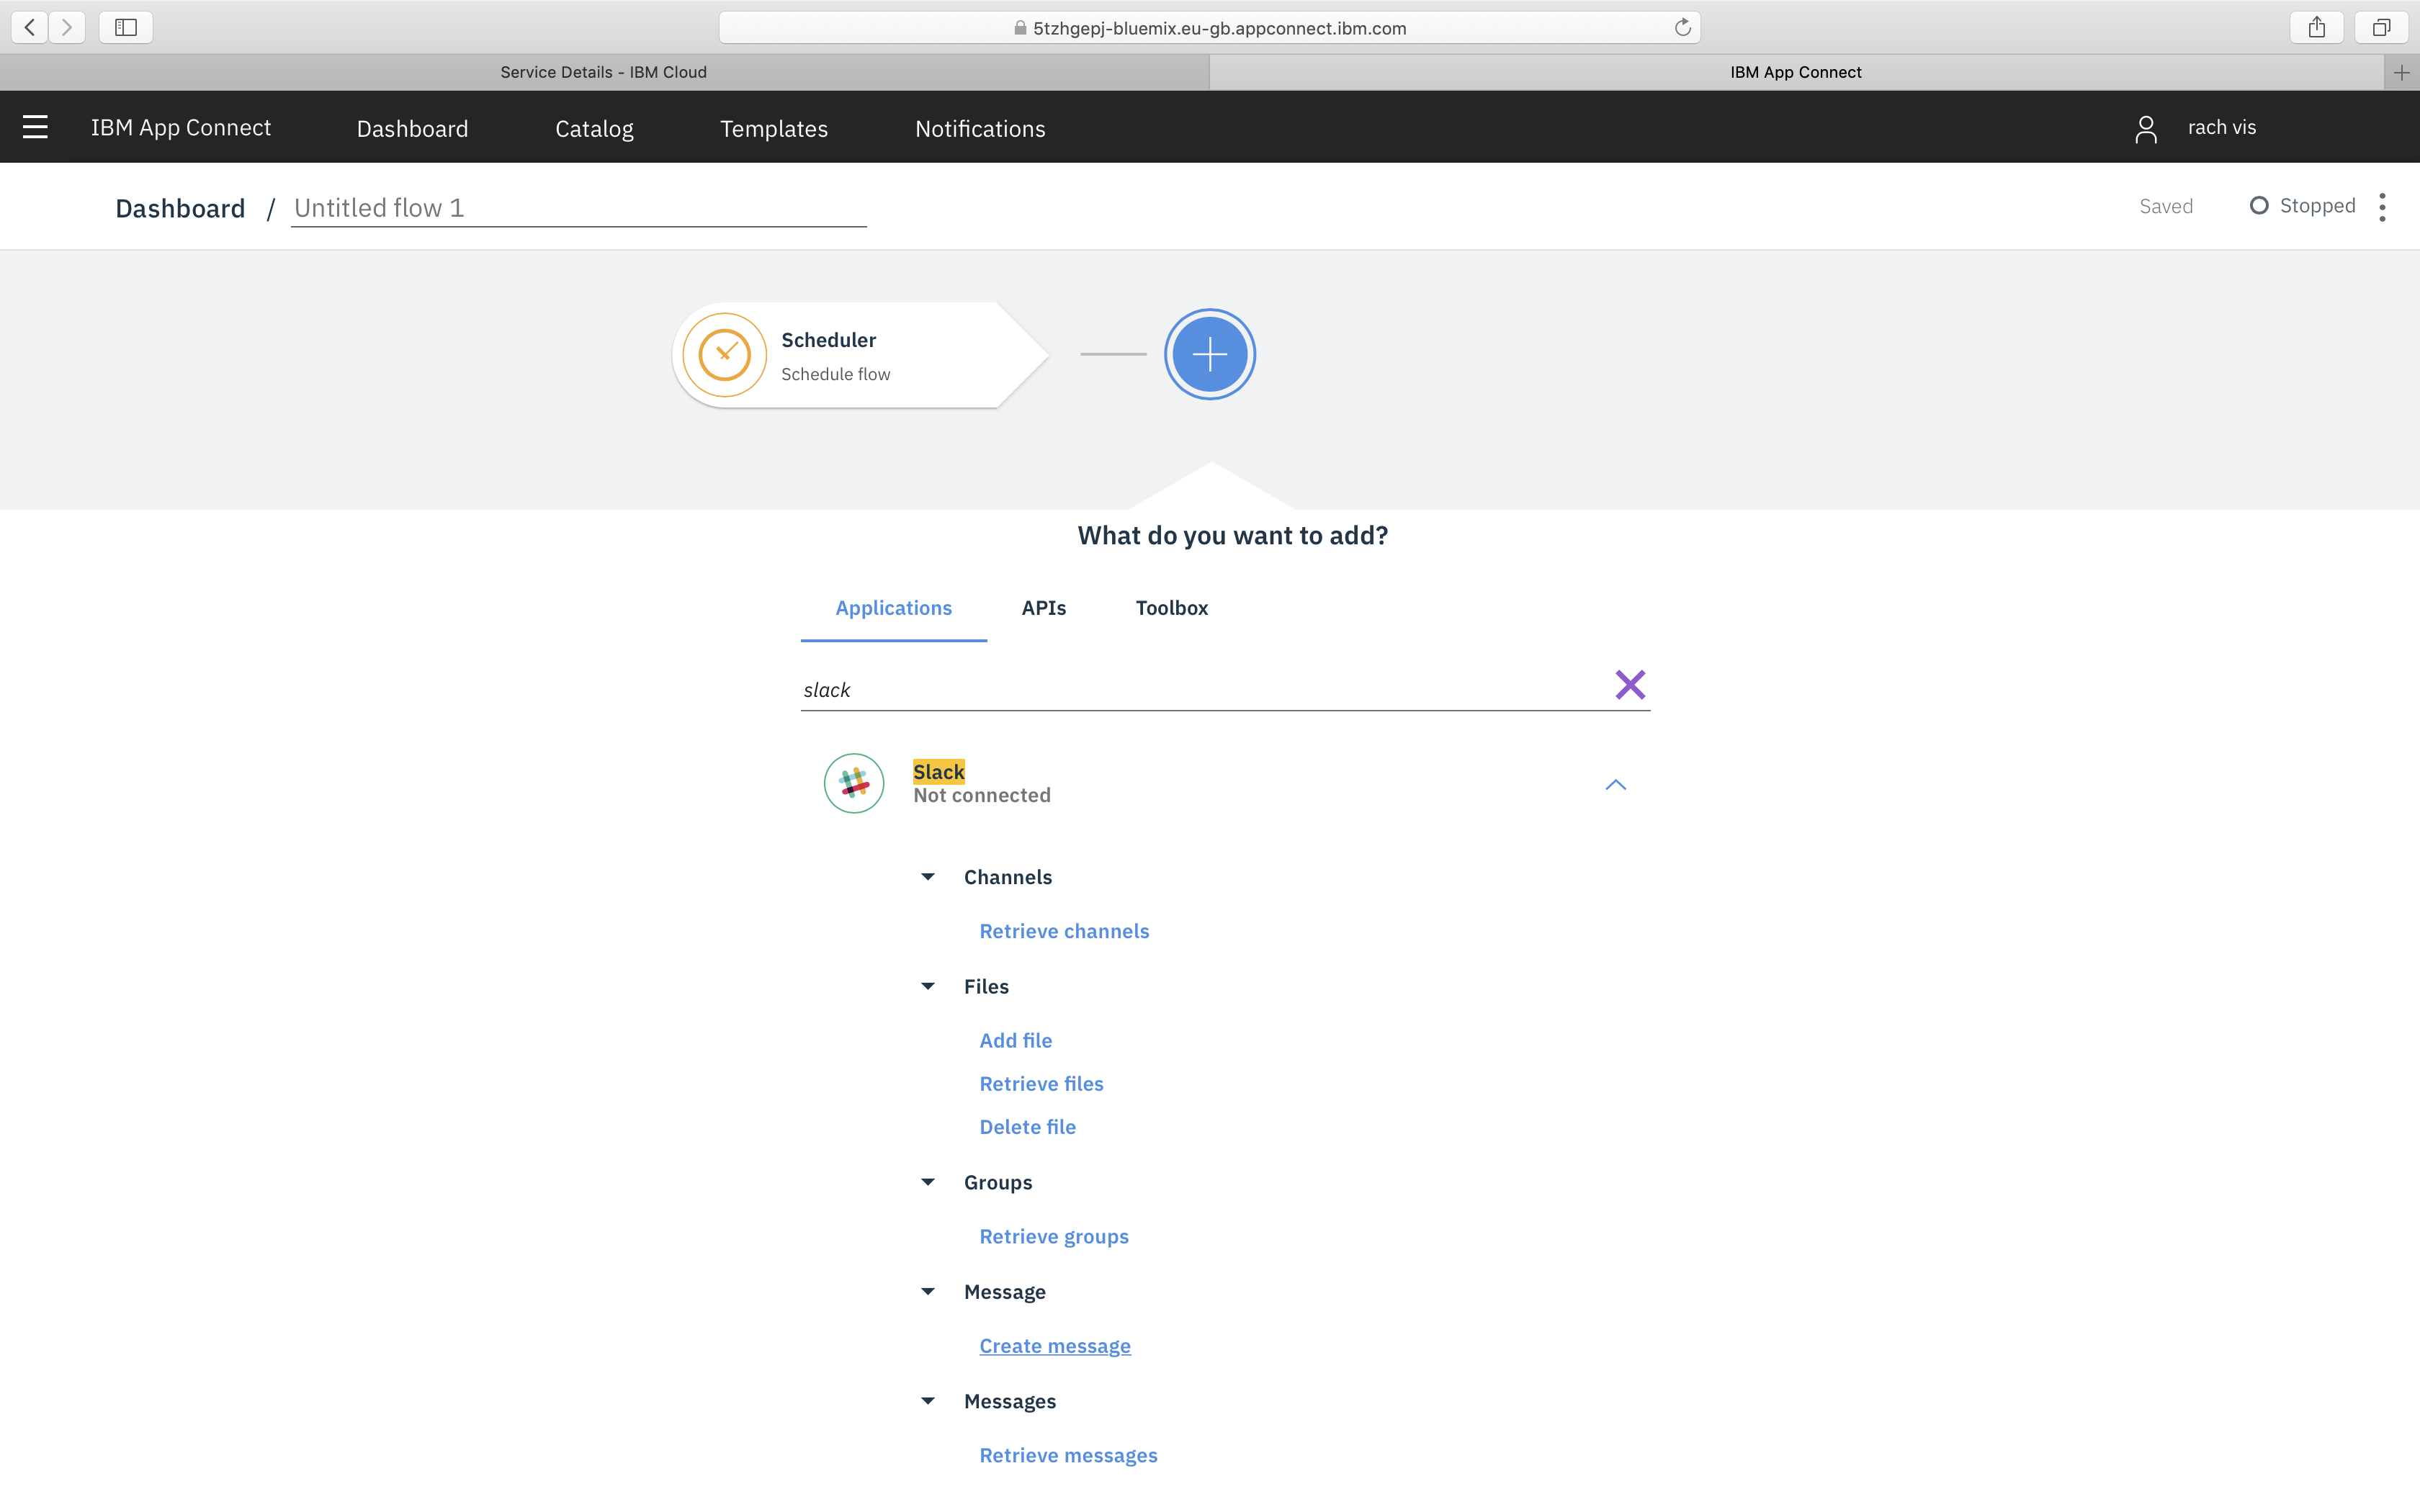 5tzhgepj-bluemix.eu-gb.appconnect.ibm.com
Service Details - IBM Cloud
IBM App Connect
IBM App Connect
Dashboard
Catalog
Templates
Notifications
rach vis
Dashboard / Untitled flow 1
Saved
Stopped
Scheduler
Schedule flow
What do you want to add?
Applications
APIs
Toolbox
slack
Slack
Not connected
Channels
Retrieve channels
Files
Add file
Retrieve files
Delete file
Groups
Retrieve groups
Message
Create message
Messages
Retrieve messages